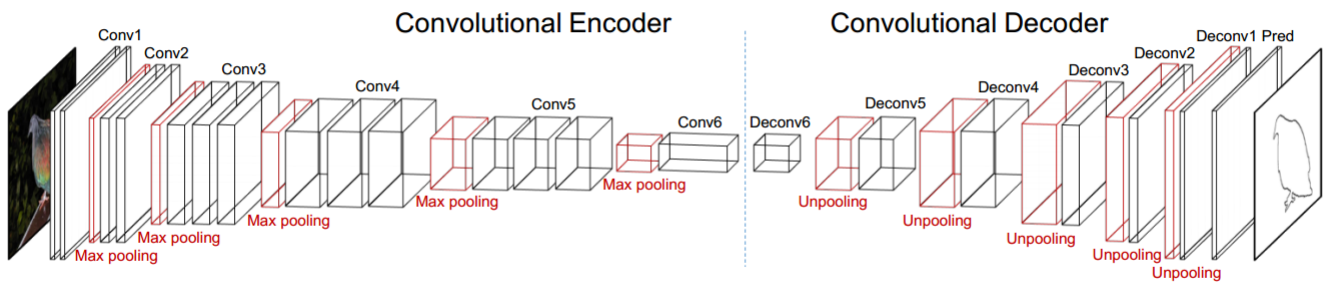 Convolutional Encoder
Convolutional Decoder
Conv1
Conv2
Conv3
Conv4
Conv5
Conv6
Max pooling
Max pooling
Max pooling
Max pooling
Max pooling
Deconv6
Deconv5
Deconv4
Deconv3
Deconv2
Deconv1 Pred
Unpooling
Unpooling
Unpooling
Unpooling
Unpooling